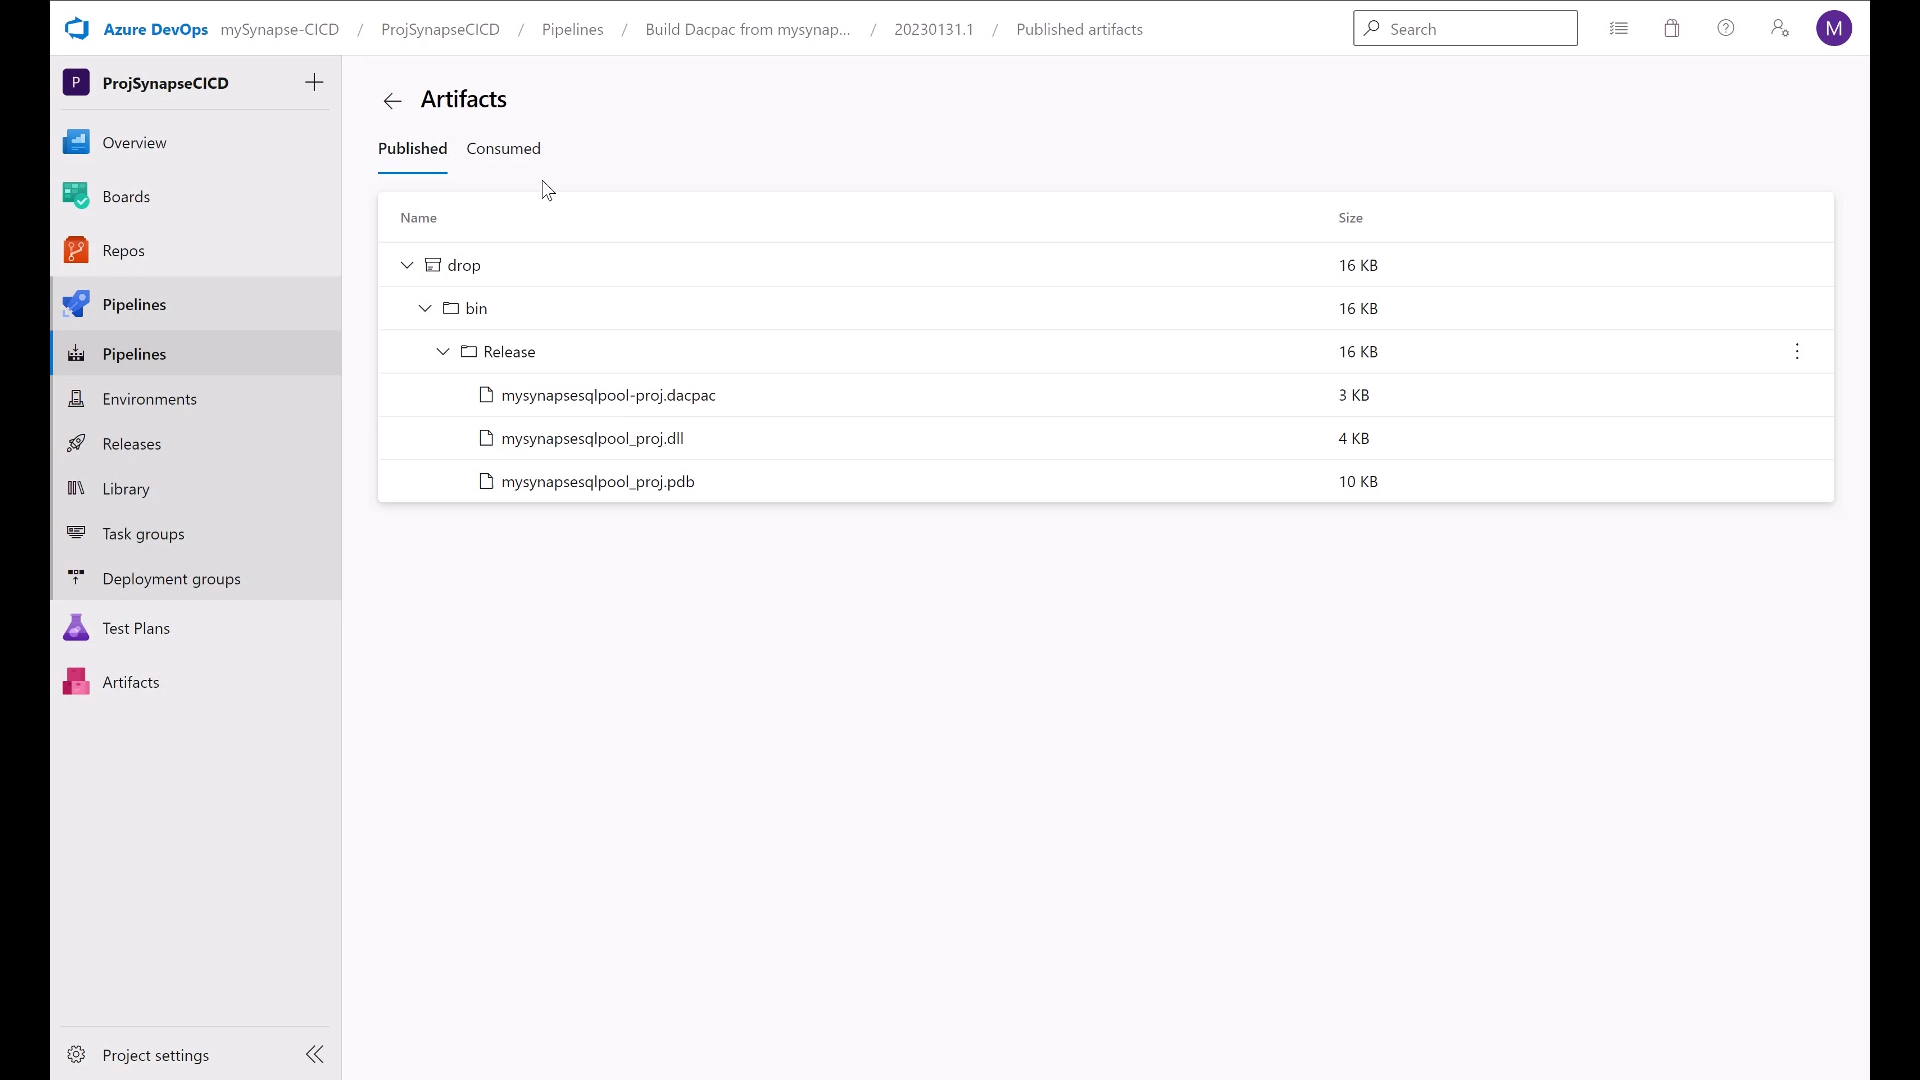 Azure DevOps mySynapse-CICD / ProjSynapseCICD / Pipelines / Build Dacpac from mysynap... / 20230131.1 / Published artifacts
Search
M
P ProjSynapseCICD
Overview
Boards
Repos
Pipelines
Pipelines
Environments
Releases
Library
Task groups
Deployment groups
Test Plans
Artifacts
Project settings
Artifacts
Published Consumed
Name Size
drop 16 KB
bin 16 KB
Release 16 KB
mysynapsesqlpool-proj.dacpac 3 KB
mysynapsesqlpool_proj.dll 4 KB
mysynapsesqlpool_proj.pdb 10 KB